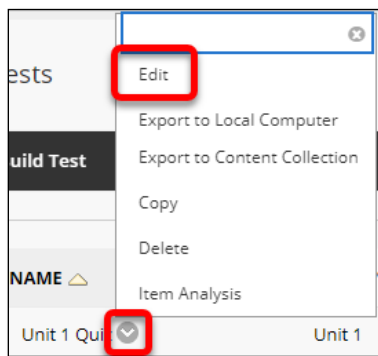 ests
Edit
Export to Local Computer
uild Test
Export to Content Collection
Copy
Delete
NAME
Item Analysis
Unit 1 Qui
Unit 1